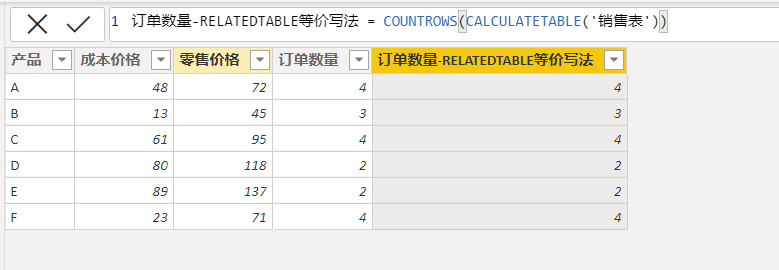 1 订单数量-RELATEDTABLE等价写法 = COUNTROWS(CALCULATETABLE('销售表'))
产品 成本价格 零售价格 订单数量 订单数量-RELATEDTABLE等价写法
A 48 72 4 4
B 13 45 3 3
C 61 95 4 4
D 80 118 2 2
E 89 137 2 2
F 23 71 4 4